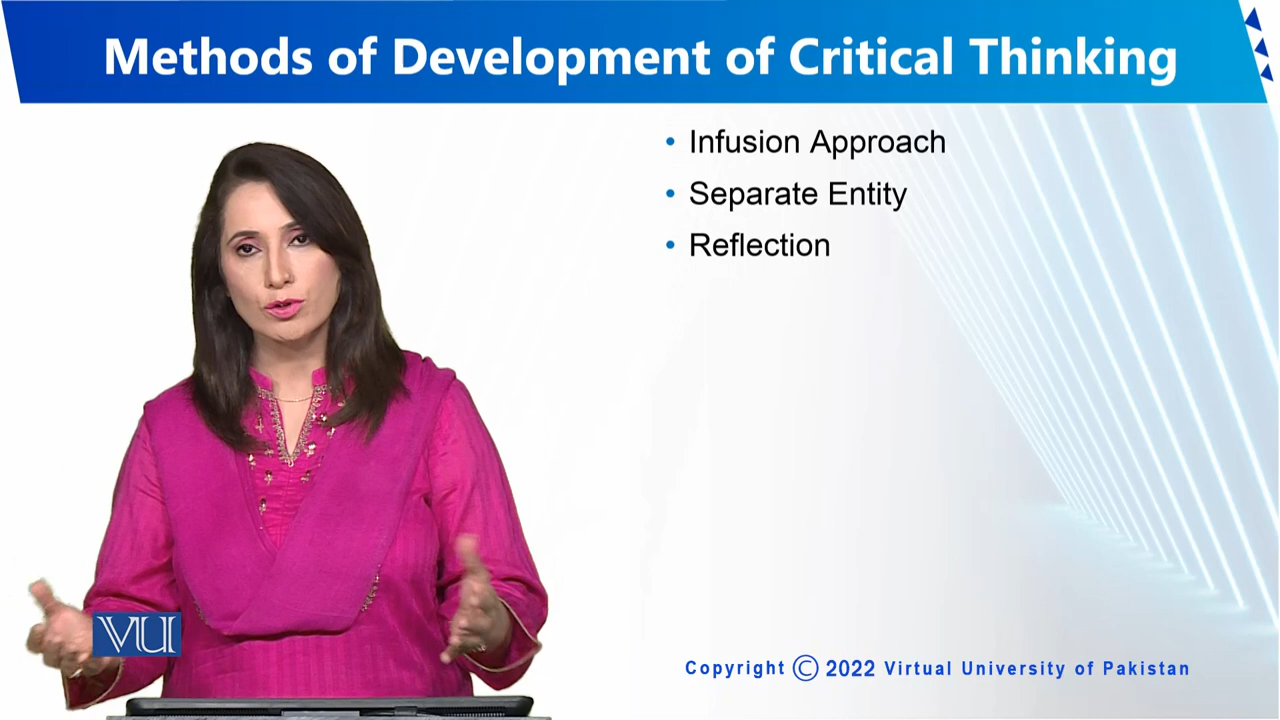 Methods of Development of Critical Thinking
• Infusion Approach
• Separate Entity
• Reflection
VU
Copyright © 2022 Virtual University of Pakistan